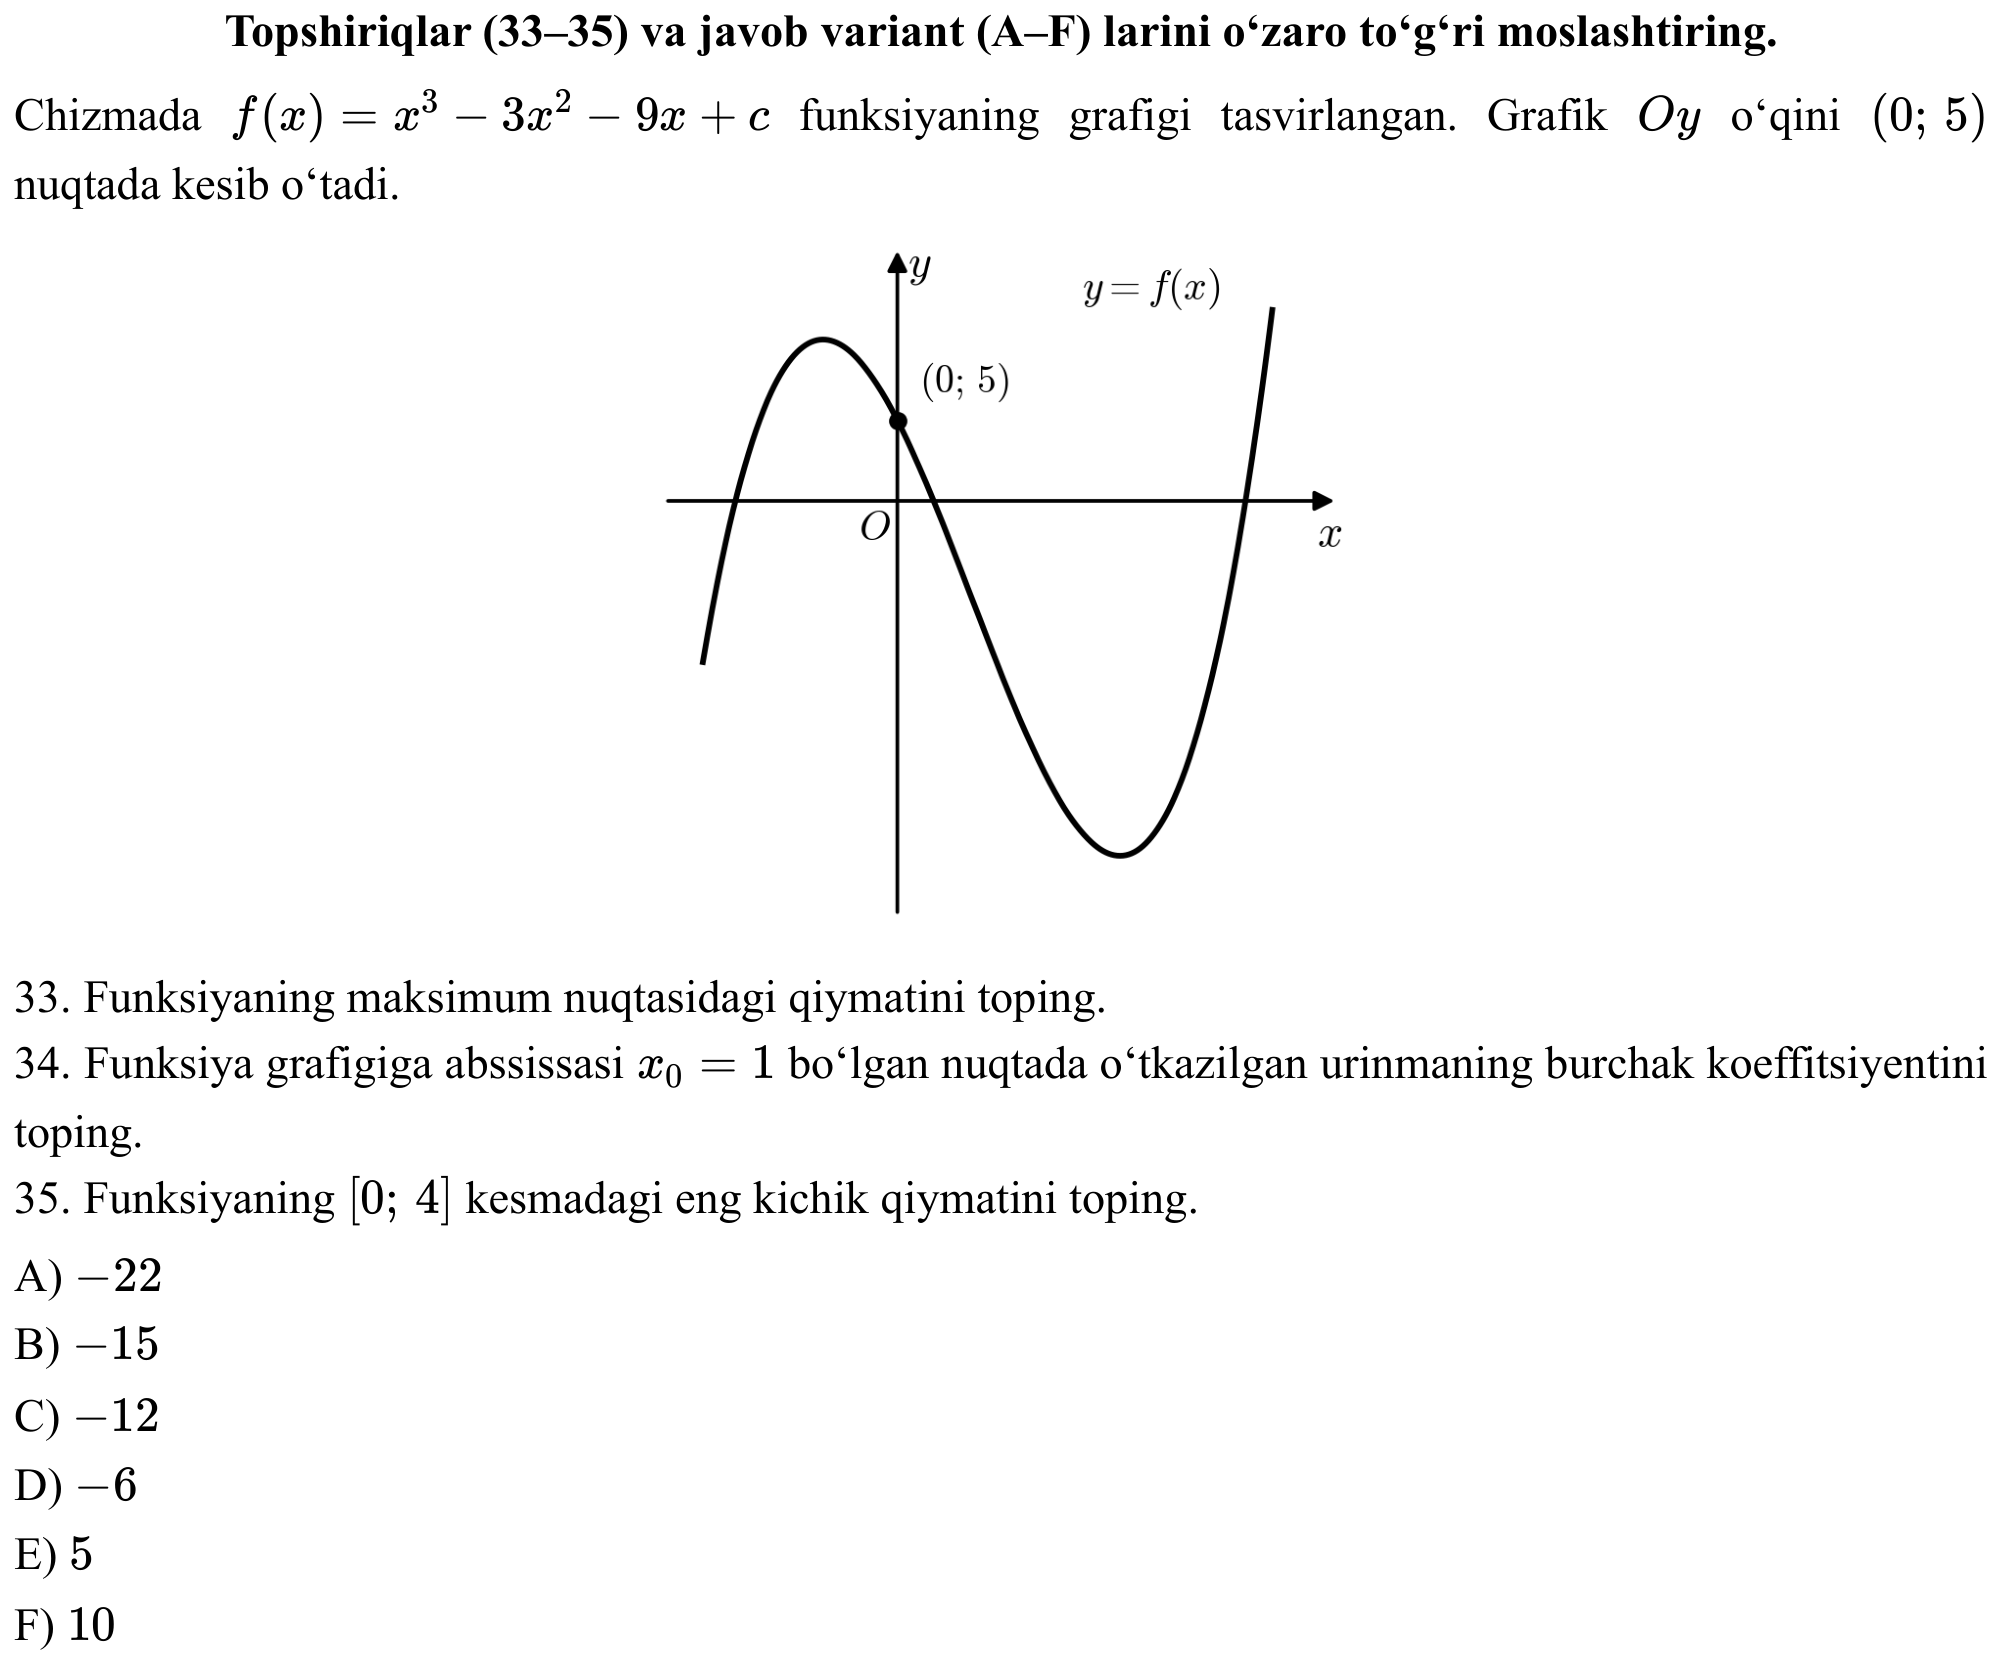 Topshiriqlar (33–35) va javob variant (A–F) larini o‘zaro to‘g‘ri moslashtiring.
Chizmada f(x) = x³ − 3x² − 9x + c funksiyaning grafigi tasvirlangan. Grafik Oy o‘qini (0; 5)
nuqtada kesib o‘tadi.
y
y = f(x)
(0; 5)
O
x
33. Funksiyaning maksimum nuqtasidagi qiymatini toping.
34. Funksiya grafigiga abssissasi x₀ = 1 bo‘lgan nuqtada o‘tkazilgan urinmaning burchak koeffitsiyentini
toping.
35. Funksiyaning [0; 4] kesmadagi eng kichik qiymatini toping.
A) −22
B) −15
C) −12
D) −6
E) 5
F) 10